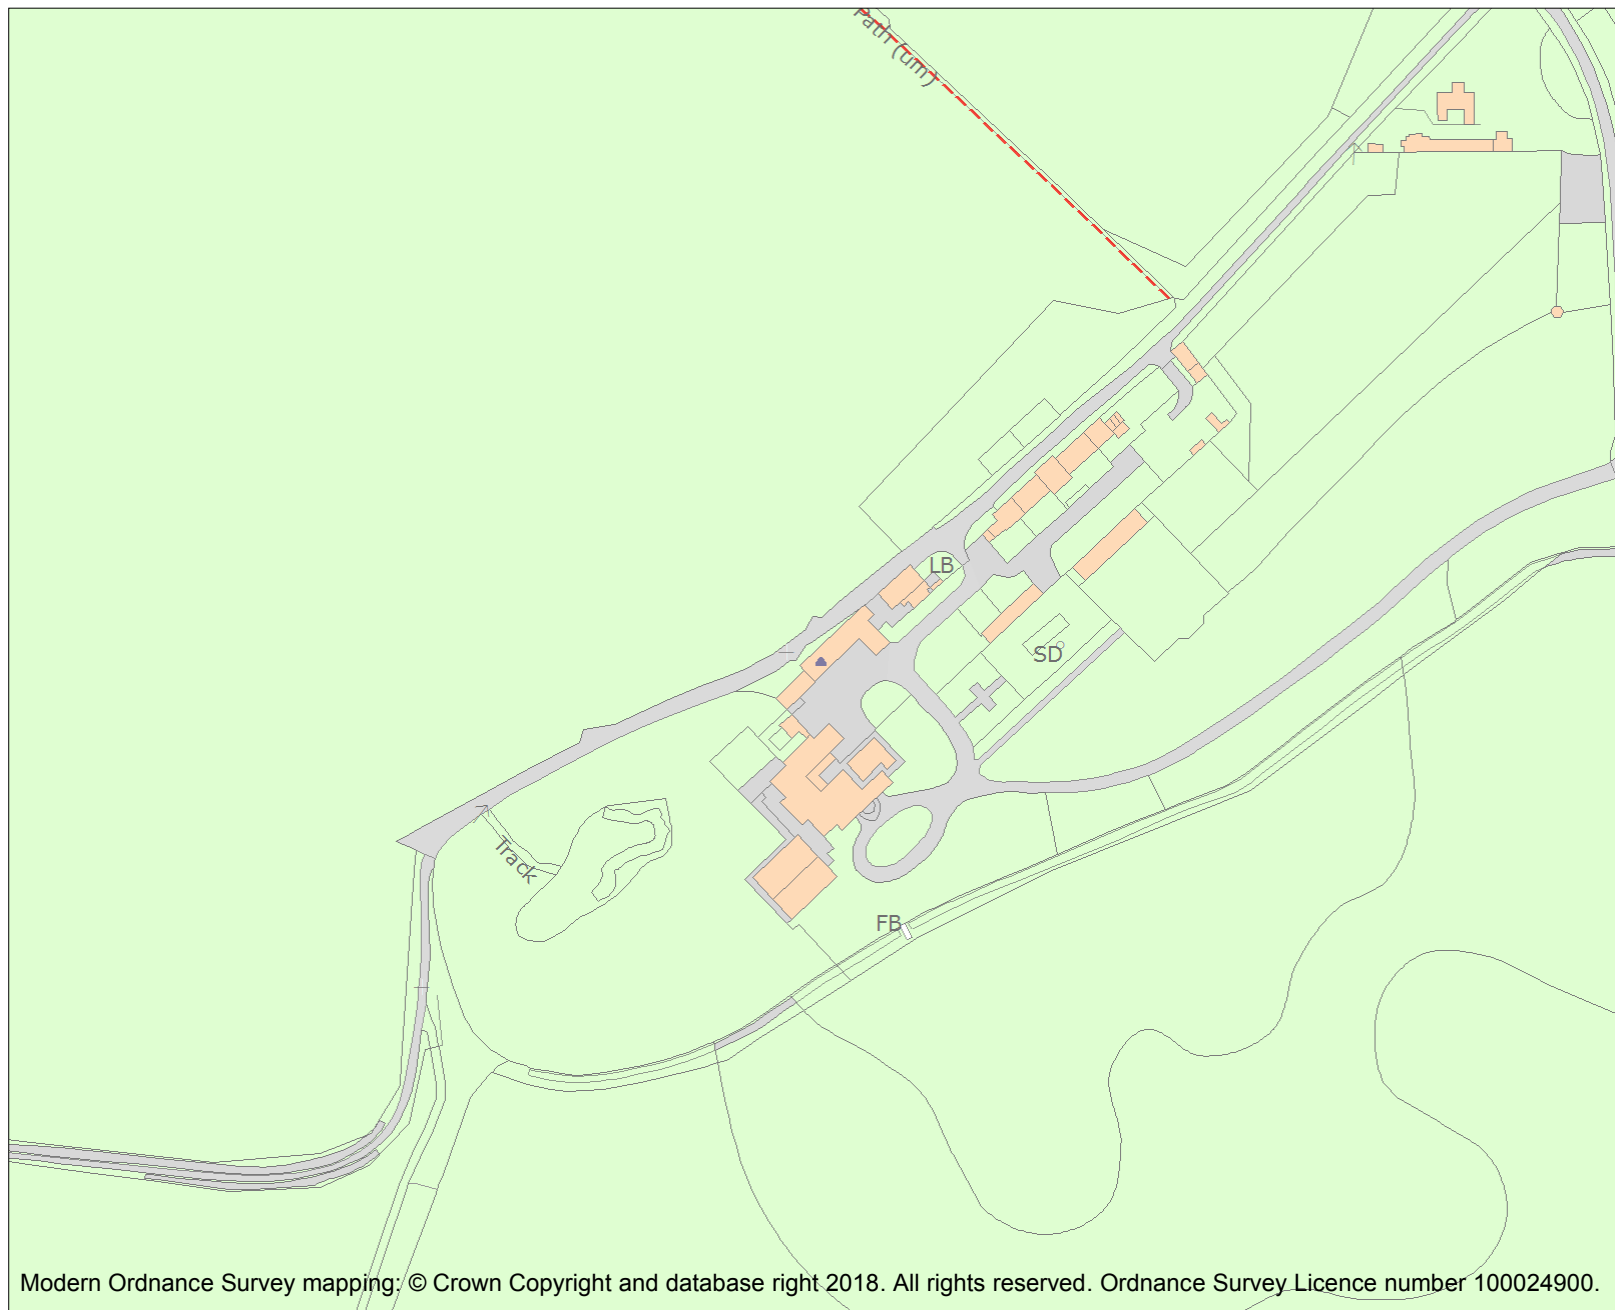 Path (um)
LB
SD
Track
FB
Modern Ordnance Survey mapping: © Crown Copyright and database right 2018. All rights reserved. Ordnance Survey Licence number 100024900.